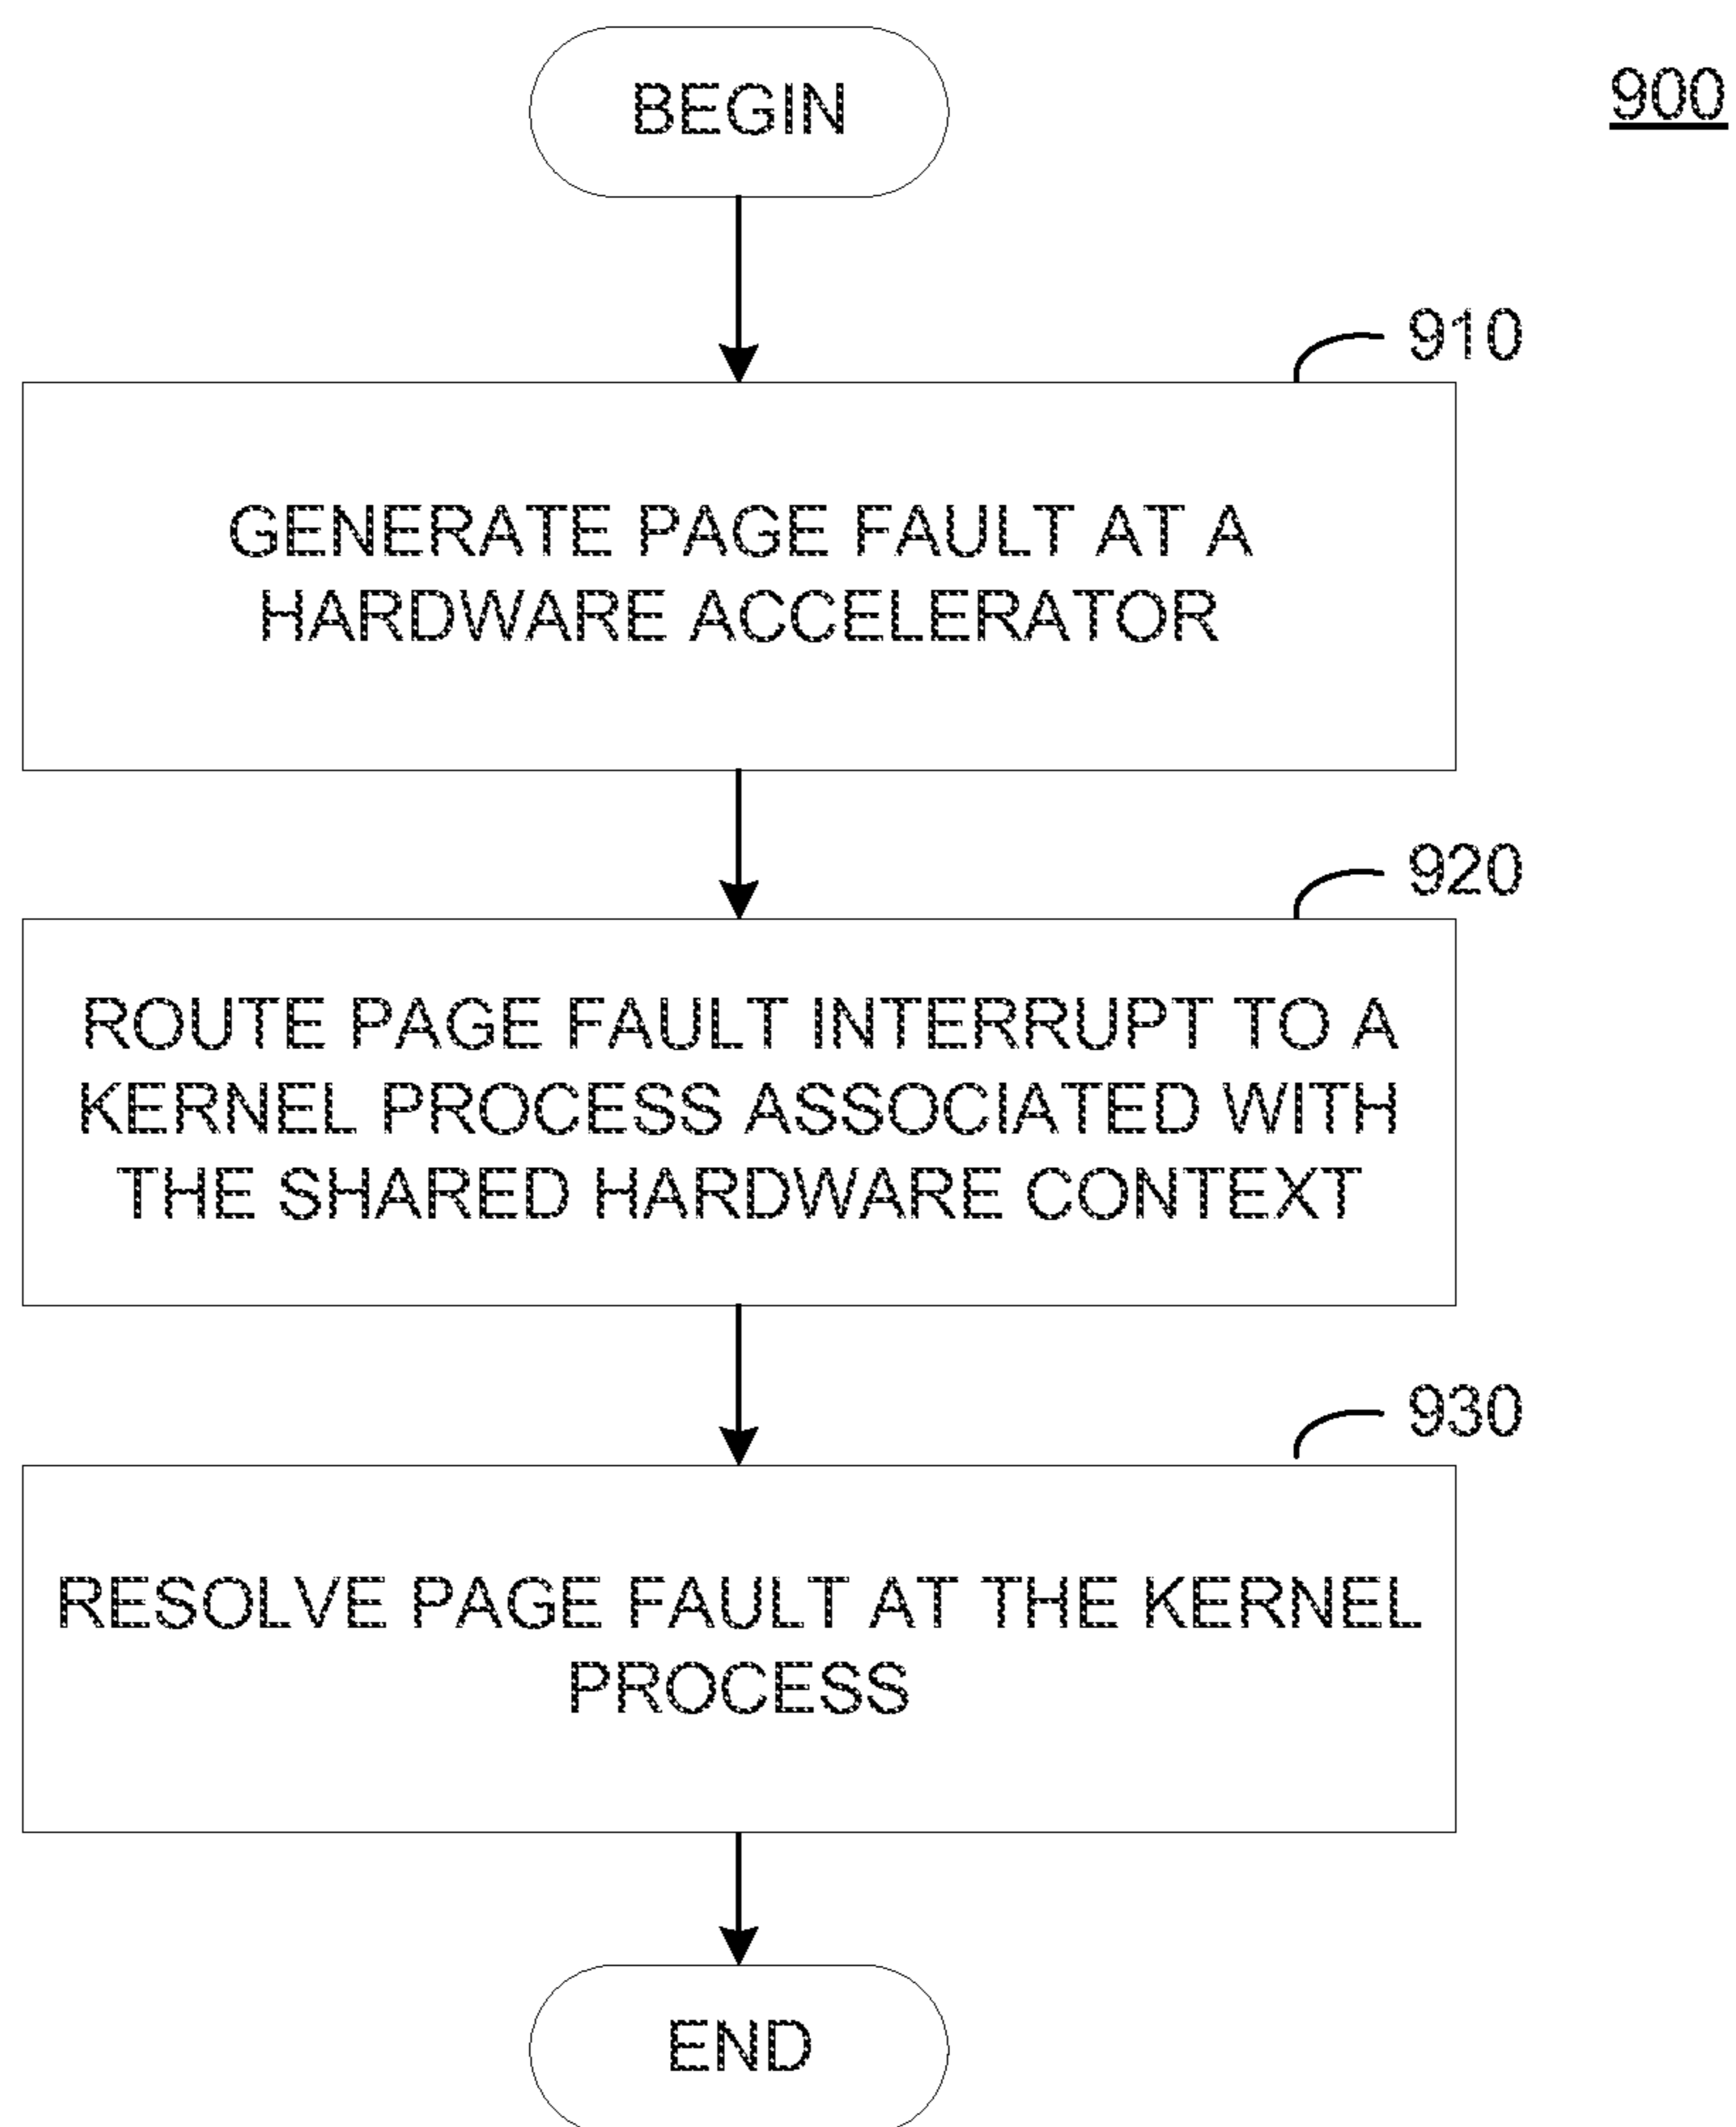 BEGIN
900
910
GENERATE PAGE FAULT AT A
HARDWARE ACCELERATOR
920
ROUTE PAGE FAULT INTERRUPT TO A
KERNEL PROCESS ASSOCIATED WITH
THE SHARED HARDWARE CONTEXT
930
RESOLVE PAGE FAULT AT THE KERNEL
PROCESS
END